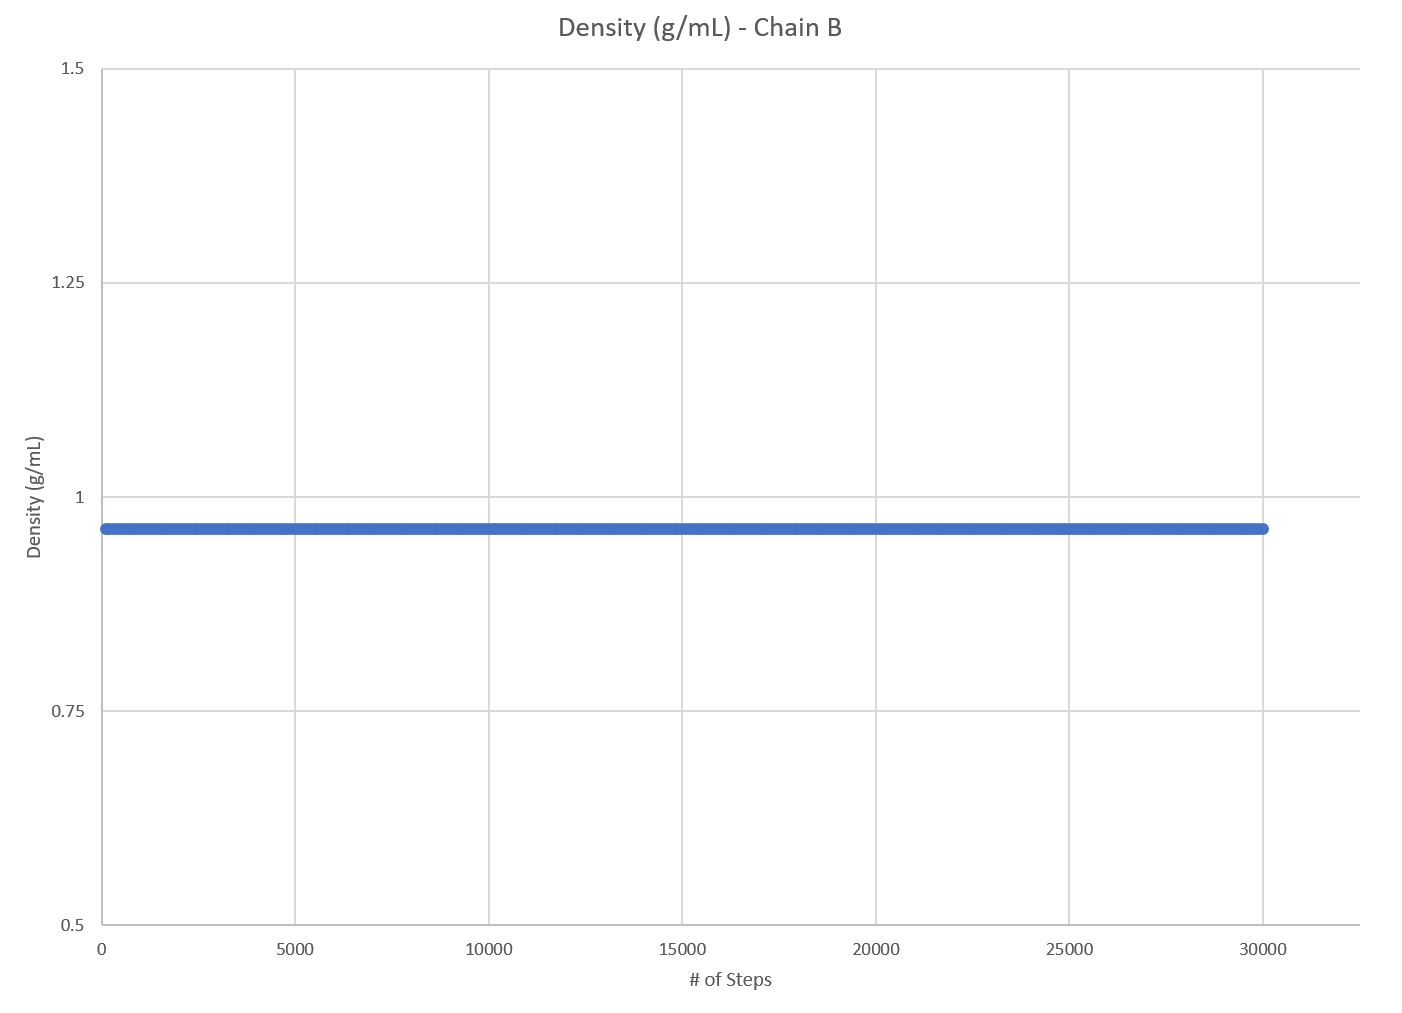 Density (g/mL) - Chain B
1.5
1.25
1
0.75
0.5
Density (g/mL)
0 5000 10000 15000 20000 25000 30000
# of Steps